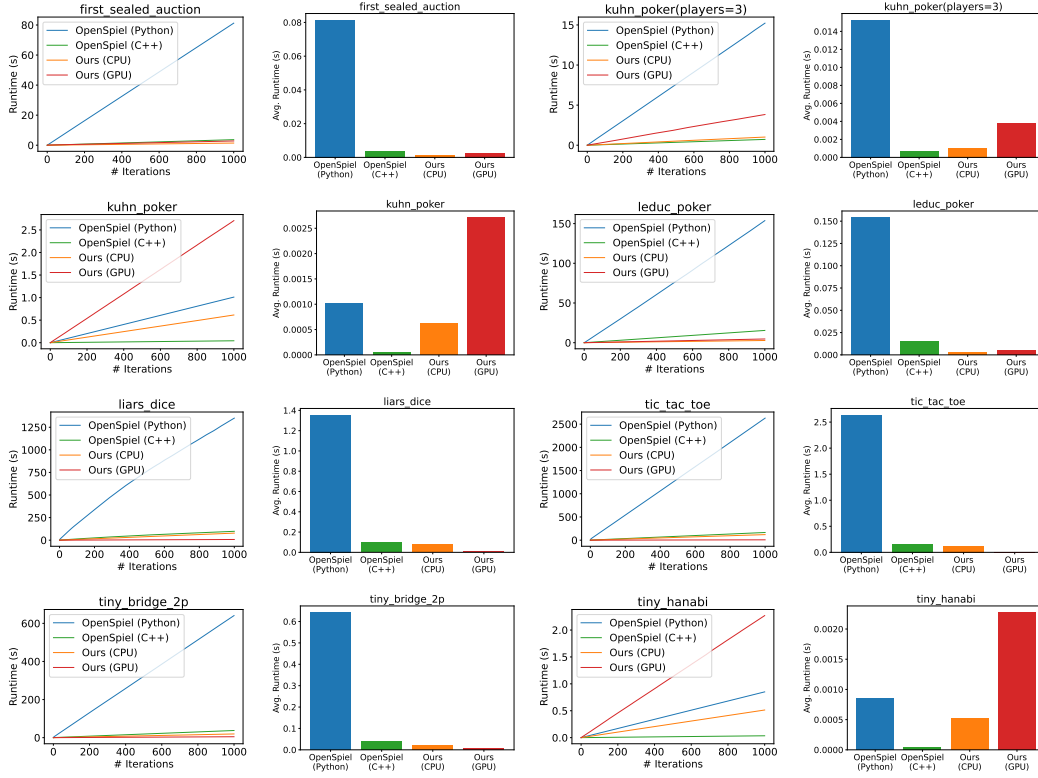 first_sealed_auction
Runtime (s)
80
60
40
20
0
OpenSpiel (Python)
OpenSpiel (C++)
Ours (CPU)
Ours (GPU)
0 200 400 600 800 1000
# Iterations
first_sealed_auction
Avg. Runtime (s)
0.08
0.06
0.04
0.02
0.00
OpenSpiel OpenSpiel Ours Ours
(Python) (C++) (CPU) (GPU)
kuhn_poker(players=3)
Runtime (s)
15
10
5
0
OpenSpiel (Python)
OpenSpiel (C++)
Ours (CPU)
Ours (GPU)
0 200 400 600 800 1000
# Iterations
kuhn_poker(players=3)
Avg. Runtime (s)
0.014
0.012
0.010
0.008
0.006
0.004
0.002
0.000
OpenSpiel OpenSpiel Ours Ours
(Python) (C++) (CPU) (GPU)
kuhn_poker
Runtime (s)
2.5
2.0
1.5
1.0
0.5
0.0
OpenSpiel (Python)
OpenSpiel (C++)
Ours (CPU)
Ours (GPU)
0 200 400 600 800 1000
# Iterations
kuhn_poker
Avg. Runtime (s)
0.0025
0.0020
0.0015
0.0010
0.0005
0.0000
OpenSpiel OpenSpiel Ours Ours
(Python) (C++) (CPU) (GPU)
leduc_poker
Runtime (s)
150
100
50
0
OpenSpiel (Python)
OpenSpiel (C++)
Ours (CPU)
Ours (GPU)
0 200 400 600 800 1000
# Iterations
leduc_poker
Avg. Runtime (s)
0.150
0.125
0.100
0.075
0.050
0.025
0.000
OpenSpiel OpenSpiel Ours Ours
(Python) (C++) (CPU) (GPU)
liars_dice
Runtime (s)
1250
1000
750
500
250
0
OpenSpiel (Python)
OpenSpiel (C++)
Ours (CPU)
Ours (GPU)
0 200 400 600 800 1000
# Iterations
liars_dice
Avg. Runtime (s)
1.4
1.2
1.0
0.8
0.6
0.4
0.2
0.0
OpenSpiel OpenSpiel Ours Ours
(Python) (C++) (CPU) (GPU)
tic_tac_toe
Runtime (s)
2500
2000
1500
1000
500
0
OpenSpiel (Python)
OpenSpiel (C++)
Ours (CPU)
Ours (GPU)
0 200 400 600 800 1000
# Iterations
tic_tac_toe
Avg. Runtime (s)
2.5
2.0
1.5
1.0
0.5
0.0
OpenSpiel OpenSpiel Ours Ours
(Python) (C++) (CPU) (GPU)
tiny_bridge_2p
Runtime (s)
600
400
200
0
OpenSpiel (Python)
OpenSpiel (C++)
Ours (CPU)
Ours (GPU)
0 200 400 600 800 1000
# Iterations
tiny_bridge_2p
Avg. Runtime (s)
0.6
0.5
0.4
0.3
0.2
0.1
0.0
OpenSpiel OpenSpiel Ours Ours
(Python) (C++) (CPU) (GPU)
tiny_hanabi
Runtime (s)
2.0
1.5
1.0
0.5
0.0
OpenSpiel (Python)
OpenSpiel (C++)
Ours (CPU)
Ours (GPU)
0 200 400 600 800 1000
# Iterations
tiny_hanabi
Avg. Runtime (s)
0.0020
0.0015
0.0010
0.0005
0.0000
OpenSpiel OpenSpiel Ours Ours
(Python) (C++) (CPU) (GPU)